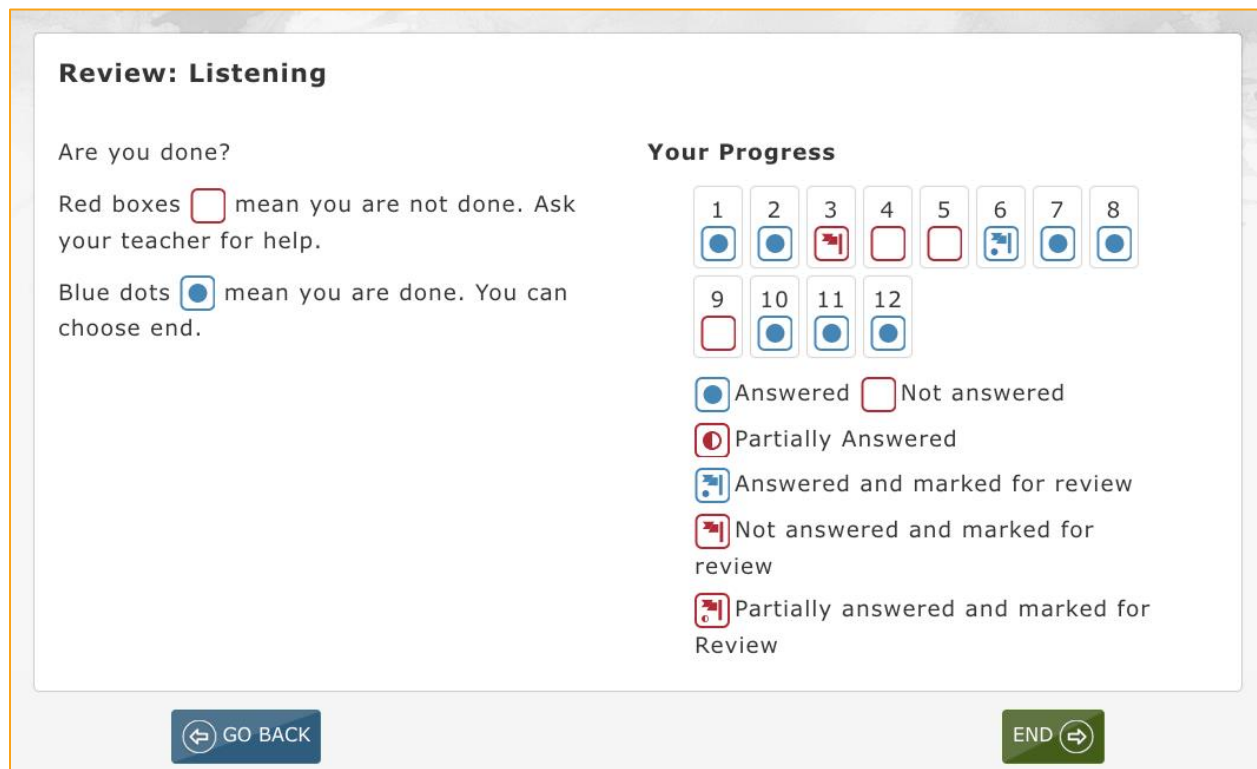 Review: Listening
Are you done?
Red boxes mean you are not done. Ask
your teacher for help.
Blue dots mean you are done. You can
choose end.
Your Progress
1 2 3 4 5 6 7 8
9 10 11 12
Answered Not answered
Partially Answered
Answered and marked for review
Not answered and marked for
review
Partially answered and marked for
Review
GO BACK
END